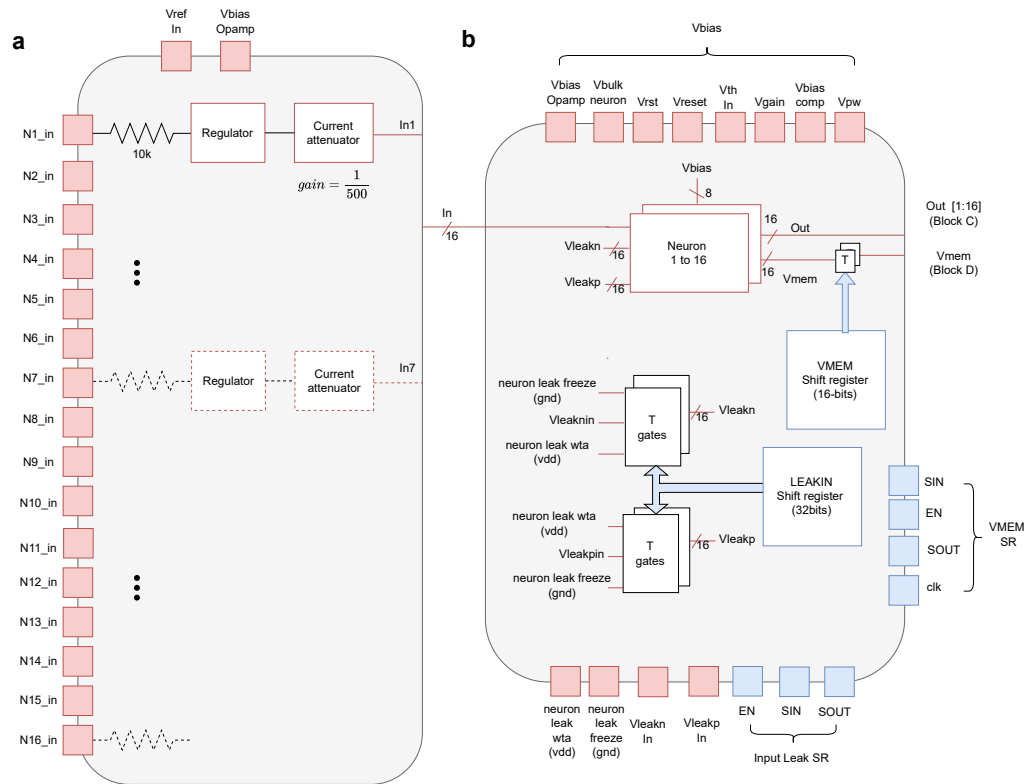 a
Vref
In
Vbias
Opamp
N1_in
N2_in
N3_in
N4_in
N5_in
N6_in
N7_in
N8_in
N9_in
N10_in
N11_in
N12_in
N13_in
N14_in
N15_in
N16_in
10k
Regulator
Current
attenuator
In1
gain = 1/500
Regulator
Current
attenuator
In7
In
16
b
Vbias
Vbias
Opamp
Vbulk
neuron
Vrst
Vreset
Vth
In
Vgain
Vbias
comp
Vpw
Vbias
8
Neuron
1 to 16
Vleakn
16
Vleakp
16
16
Out
16
Vmem
T
Out [1:16]
(Block C)
Vmem
(Block D)
VMEM
Shift register
(16-bits)
neuron leak freeze
(gnd)
Vleaknin
neuron leak wta
(vdd)
T
gates
16
Vleakn
LEAKIN
Shift register
(32bits)
neuron leak wta
(vdd)
Vleakpin
neuron leak freeze
(gnd)
T
gates
16
Vleakp
SIN
EN
SOUT
clk
VMEM
SR
neuron
leak
wta
(vdd)
neuron
leak
freeze
(gnd)
Vleakn
In
Vleakp
In
EN
SIN
SOUT
Input Leak SR